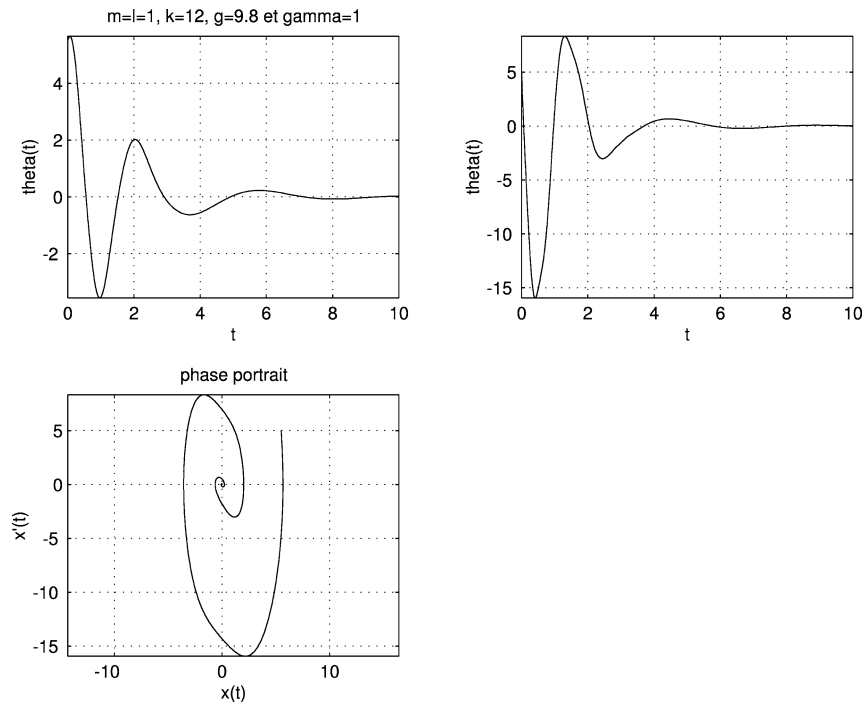 m=l=1, k=12, g=9.8 et gamma=1
theta(t)
4
2
0
-2
0 2 4 6 8 10
t
theta(t)
5
0
-5
-10
-15
0 2 4 6 8 10
t
phase portrait
x'(t)
5
0
-5
-10
-15
-10 0 10
x(t)